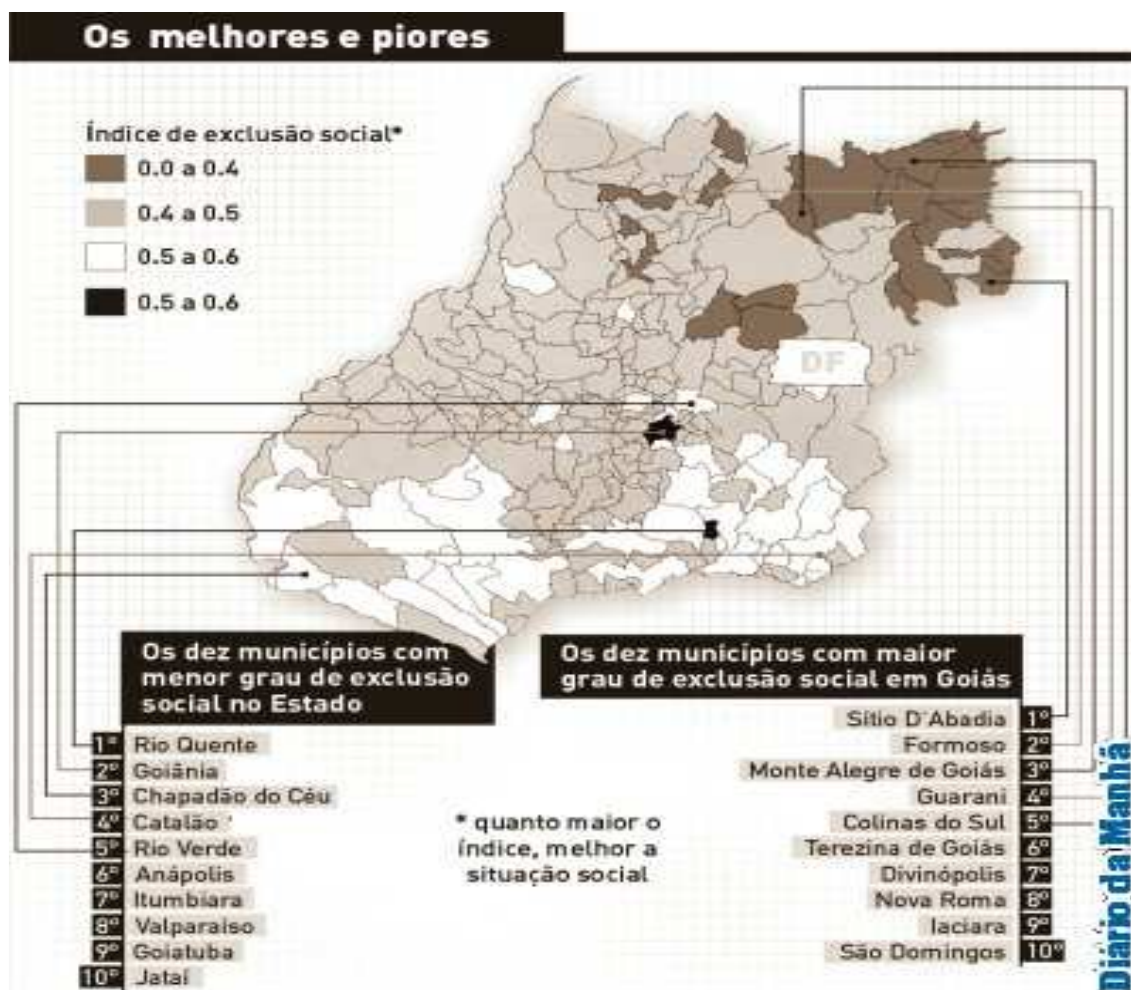 Os melhores e piores
Índice de exclusão social*
0.0 a 0.4
0.4 a 0.5
0.5 a 0.6
0.5 a 0.6
DF
Os dez municípios com
menor grau de exclusão
social no Estado
1º Rio Quente
2º Goiânia
3º Chapadão do Céu
4º Catalão
5º Rio Verde
6º Anápolis
7º Itumbiara
8º Valparaíso
9º Goiatuba
10º Jataí
* quanto maior o
índice, melhor a
situação social
Os dez municípios com maior
grau de exclusão social em Goiás
Sítio D'Abadia 1º
Formoso 2º
Monte Alegre de Goiás 3º
Guarani 4º
Colinas do Sul 5º
Terezina de Goiás 6º
Divinópolis 7º
Nova Roma 8º
Iaciara 9º
São Domingos 10º
Diário da Manhã